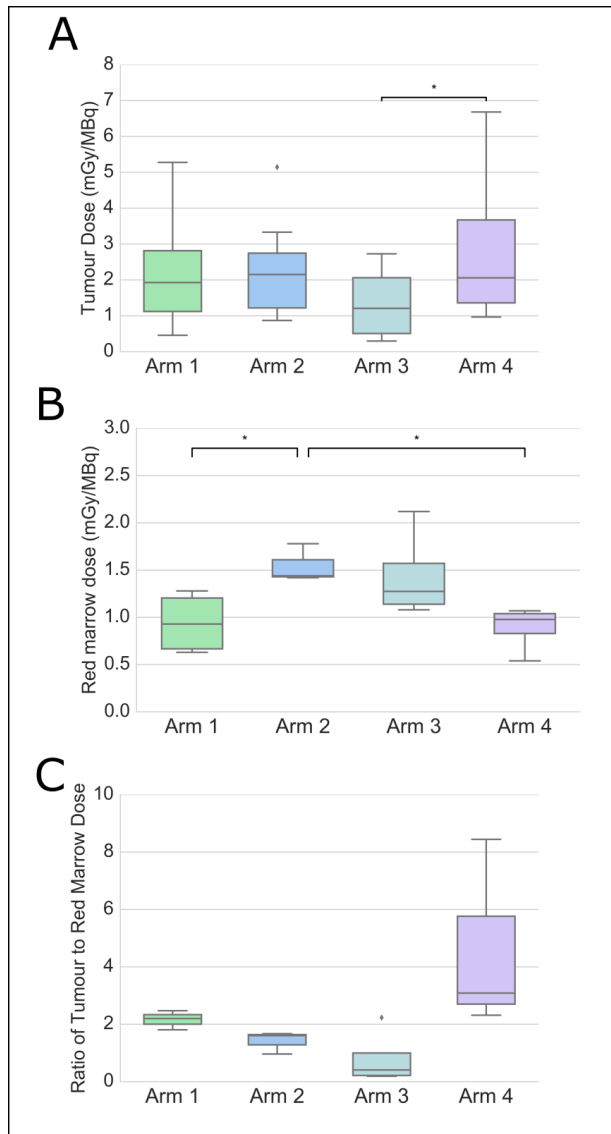 A
Tumour Dose (mGy/MBq)
8
7
6
5
4
3
2
1
0
*
Arm 1 Arm 2 Arm 3 Arm 4
B
Red marrow dose (mGy/MBq)
3.0
2.5
2.0
1.5
1.0
0.5
0.0
* *
Arm 1 Arm 2 Arm 3 Arm 4
C
Ratio of Tumour to Red Marrow Dose
10
8
6
4
2
0
Arm 1 Arm 2 Arm 3 Arm 4